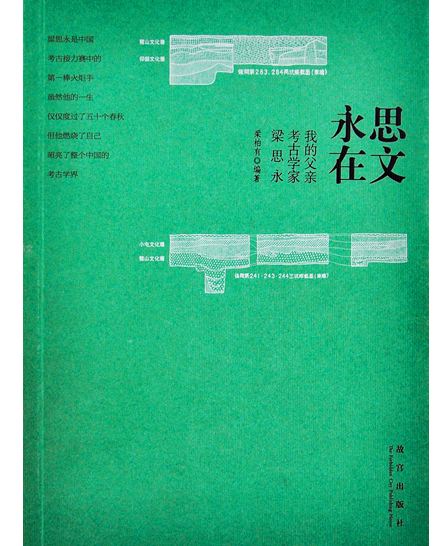 梁思永是中国
考古接力赛中的
第一棒火炬手
虽然他的一生
仅仅度过了五十个春秋
但他燃烧了自己
照亮了整个中国的
考古学界
龍山文化層
仰韶文化層
後岡第283.284两坑縱截面(東牆)
思文
永在
我的父亲
考古学家
梁思永
梁柏有◎编著
小屯文化層
龍山文化層
後岡第241·243·244三坑縱截面(東牆)
故宫出版社
The Forbidden City Publishing House